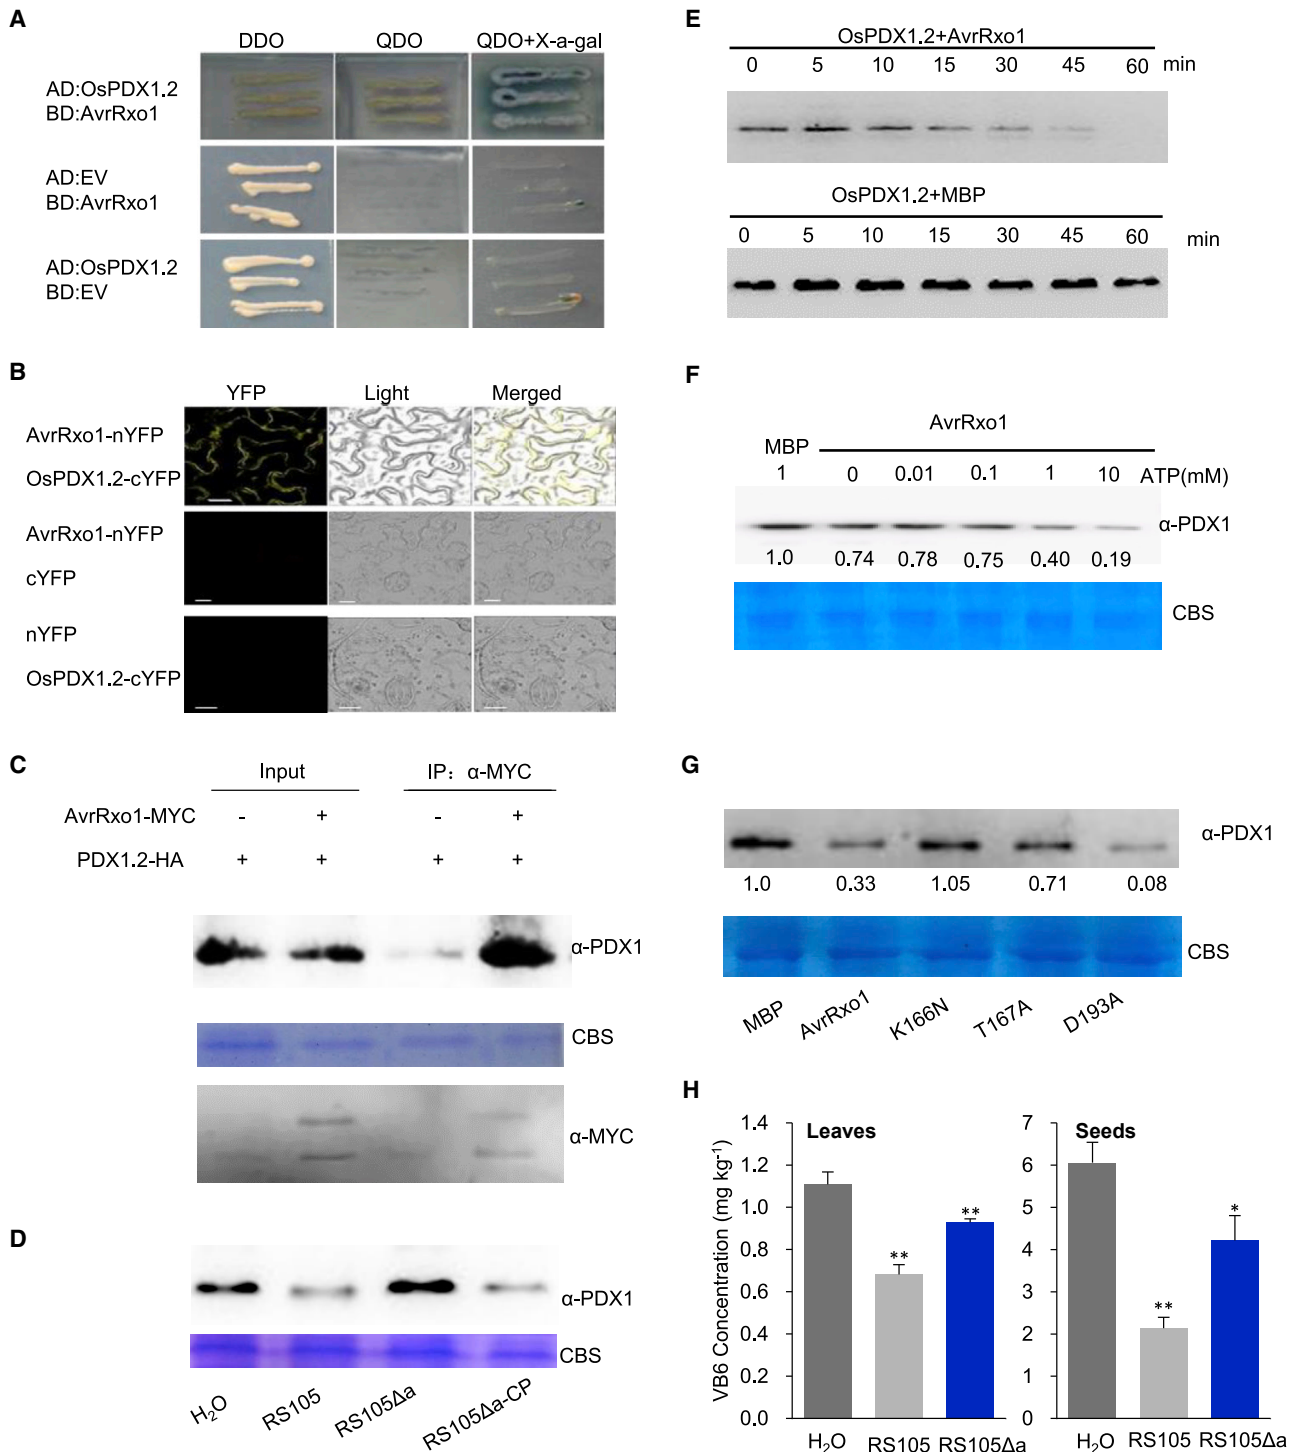 A
DDO QDO QDO+X-a-gal
AD:OsPDX1.2
BD:AvrRxo1
AD:EV
BD:AvrRxo1
AD:OsPDX1.2
BD:EV
B
YFP Light Merged
AvrRxo1-nYFP
OsPDX1.2-cYFP
AvrRxo1-nYFP
cYFP
nYFP
OsPDX1.2-cYFP
C
Input IP: α-MYC
AvrRxo1-MYC - + - +
PDX1.2-HA + + + +
α-PDX1
CBS
α-MYC
D
α-PDX1
CBS
H₂O RS105 RS105Δa RS105Δa-CP
E
OsPDX1.2+AvrRxo1
0 5 10 15 30 45 60 min
OsPDX1.2+MBP
0 5 10 15 30 45 60 min
F
AvrRxo1
MBP
1 0 0.01 0.1 1 10 ATP(mM)
α-PDX1
1.0 0.74 0.78 0.75 0.40 0.19
CBS
G
α-PDX1
1.0 0.33 1.05 0.71 0.08
CBS
MBP AvrRxo1 K166N T167A D193A
H
VB6 Concentration (mg kg⁻¹)
Leaves
1.4
1.2
1.0
0.8
0.6
0.4
0.2
0.0
** **
H₂O RS105 RS105Δa
Seeds
7
6
5
4
3
2
1
0
** *
H₂O RS105 RS105Δa